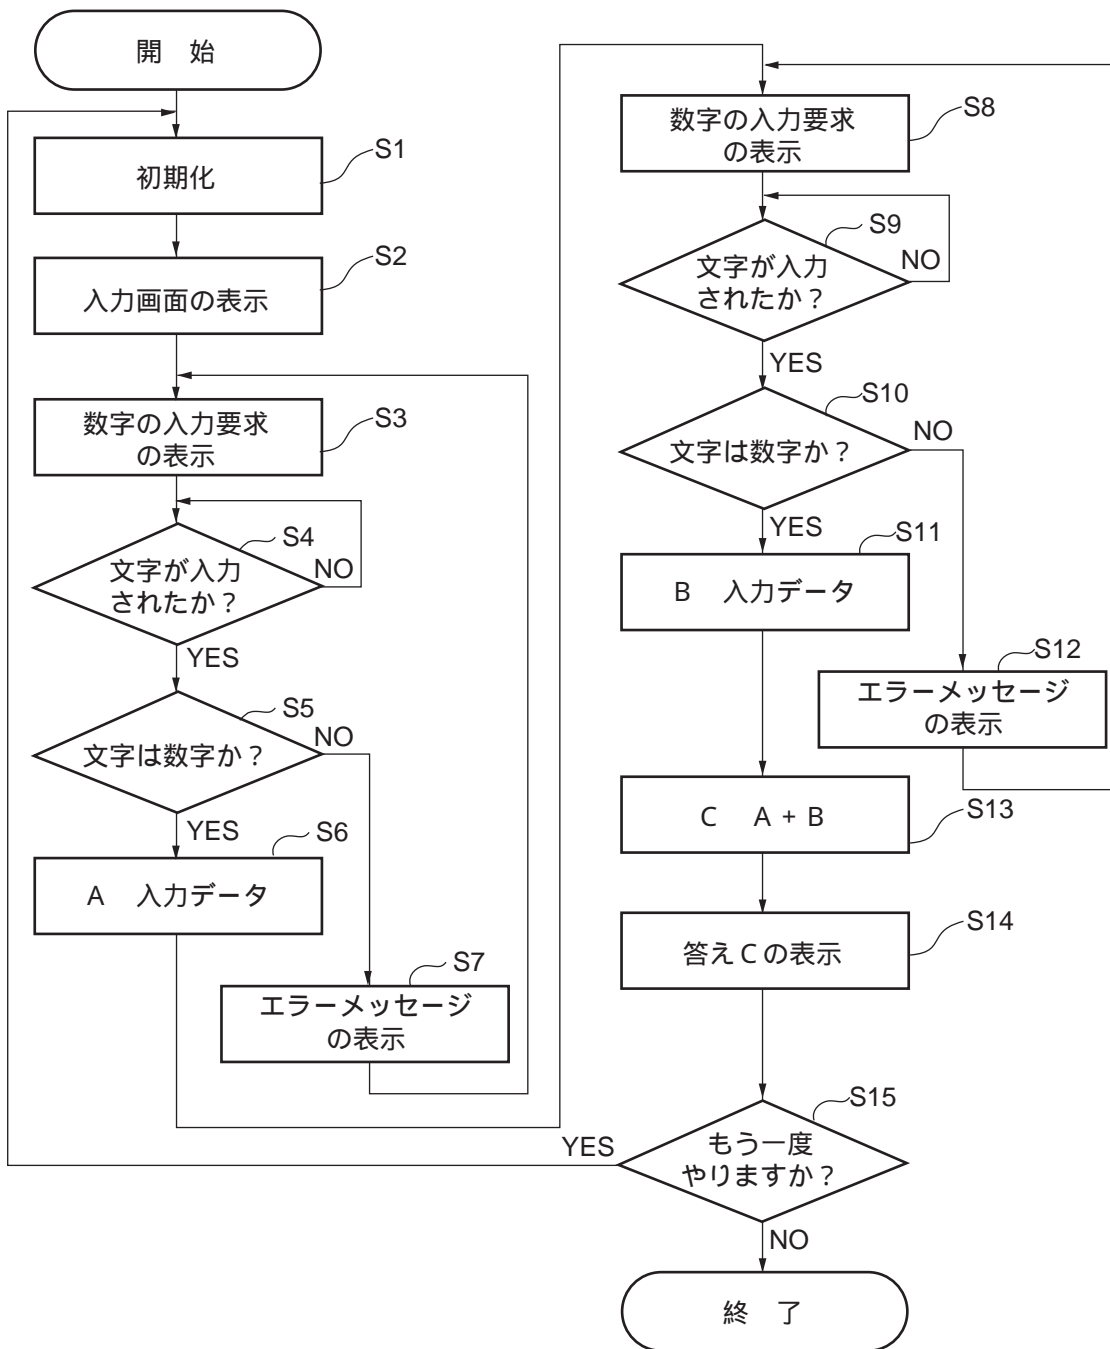 開 始
初期化
S1
入力画面の表示
S2
数字の入力要求
の表示
S3
文字が入力
されたか？
S4
NO
YES
文字は数字か？
S5
NO
YES
A 入力データ
S6
エラーメッセージ
の表示
S7
数字の入力要求
の表示
S8
文字が入力
されたか？
S9
NO
YES
文字は数字か？
S10
NO
YES
B 入力データ
S11
エラーメッセージ
の表示
S12
C A + B
S13
答えCの表示
S14
もう一度
やりますか？
S15
YES
NO
終 了